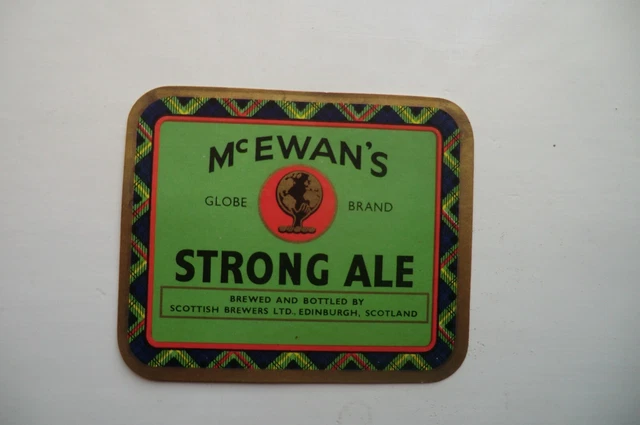 McEWAN'S
GLOBE BRAND
STRONG ALE
BREWED AND BOTTLED BY
SCOTTISH BREWERS LTD., EDINBURGH, SCOTLAND